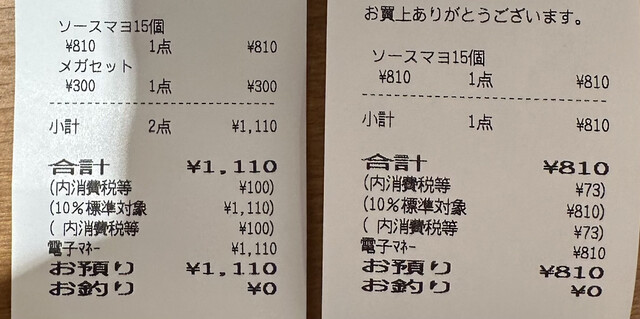 ソースマヨ15個
¥810 1点 ¥810
メガセット
¥300 1点 ¥300
小計 2点 ¥1,110
合計 ¥1,110
(内消費税等 ¥100)
(10%標準対象 ¥1,110)
( 内消費税等 ¥100)
電子マネー ¥1,110
お預り ¥1,110
お釣り ¥0
お買上ありがとうございます。
ソースマヨ15個
¥810 1点 ¥810
小計 1点 ¥810
合計 ¥810
(内消費税等 ¥73)
(10%標準対象 ¥810)
( 内消費税等 ¥73)
電子マネー ¥810
お預り ¥810
お釣り ¥0